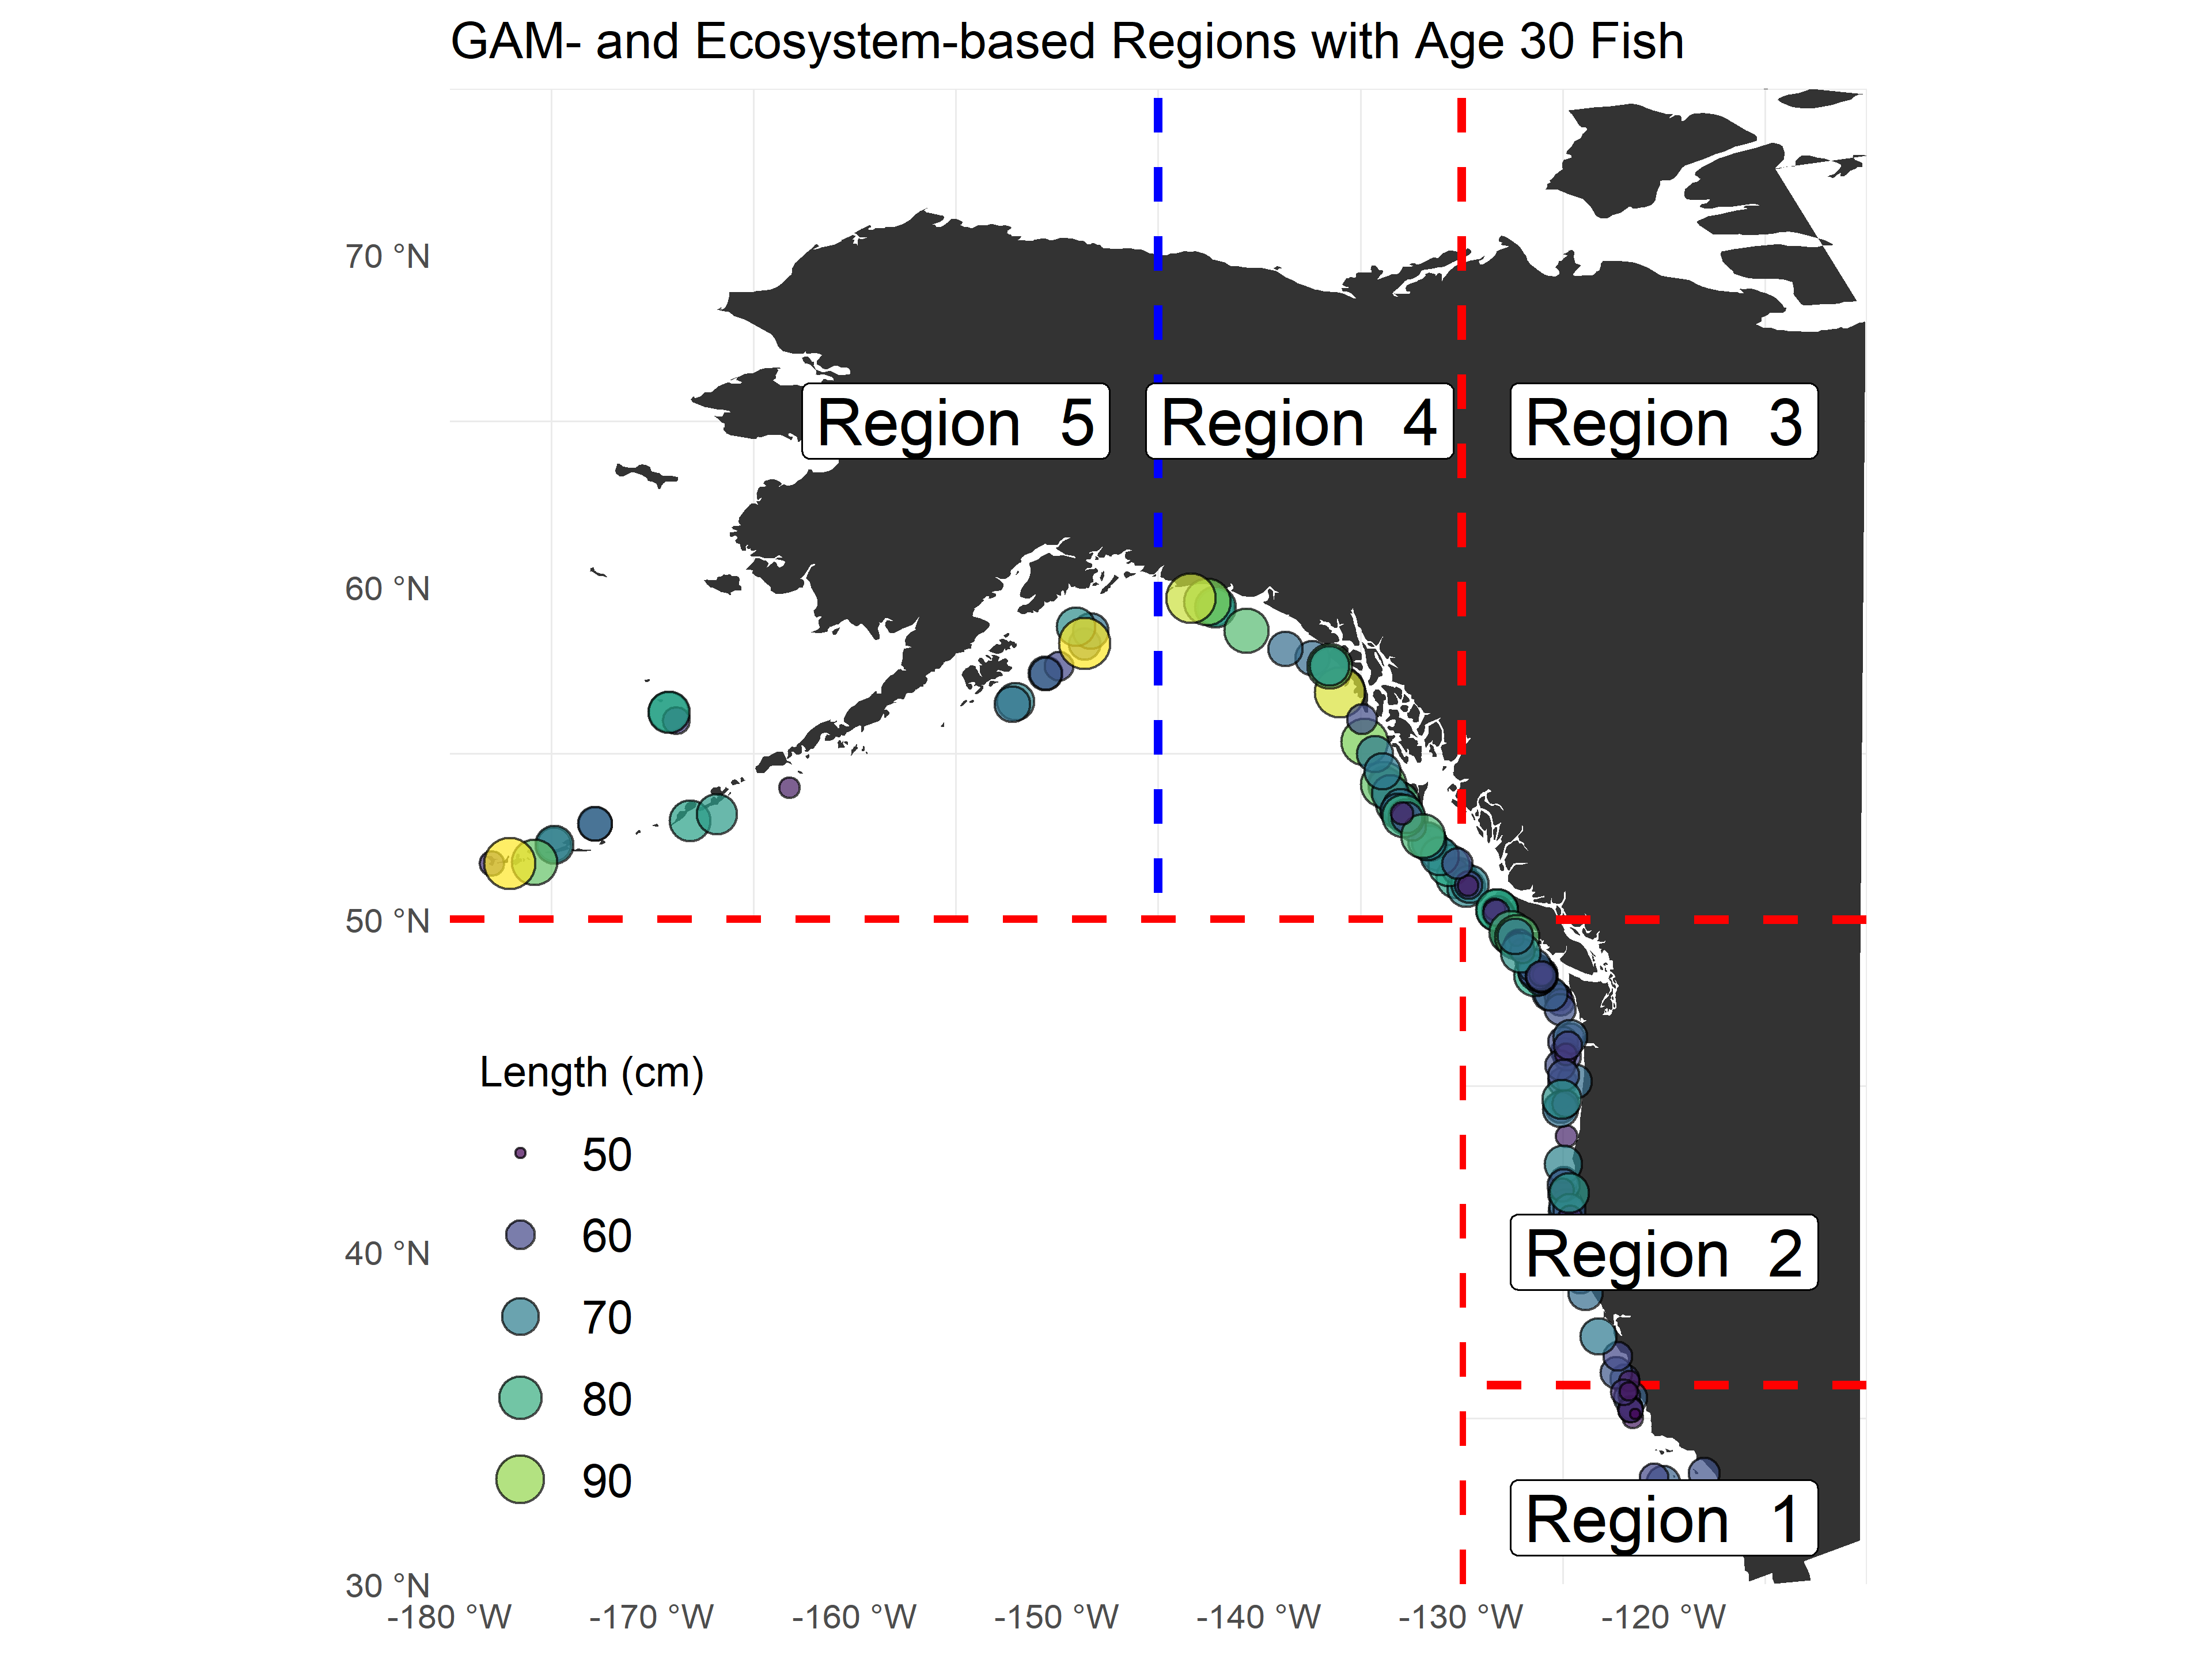 GAM- and Ecosystem-based Regions with Age 30 Fish
70 °N
Region 5
Region 4
Region 3
60 °N
50 °N
Length (cm)
50
60
70
80
90
40 °N
Region 2
Region 1
30 °N
-180 °W
-170 °W
-160 °W
-150 °W
-140 °W
-130 °W
-120 °W